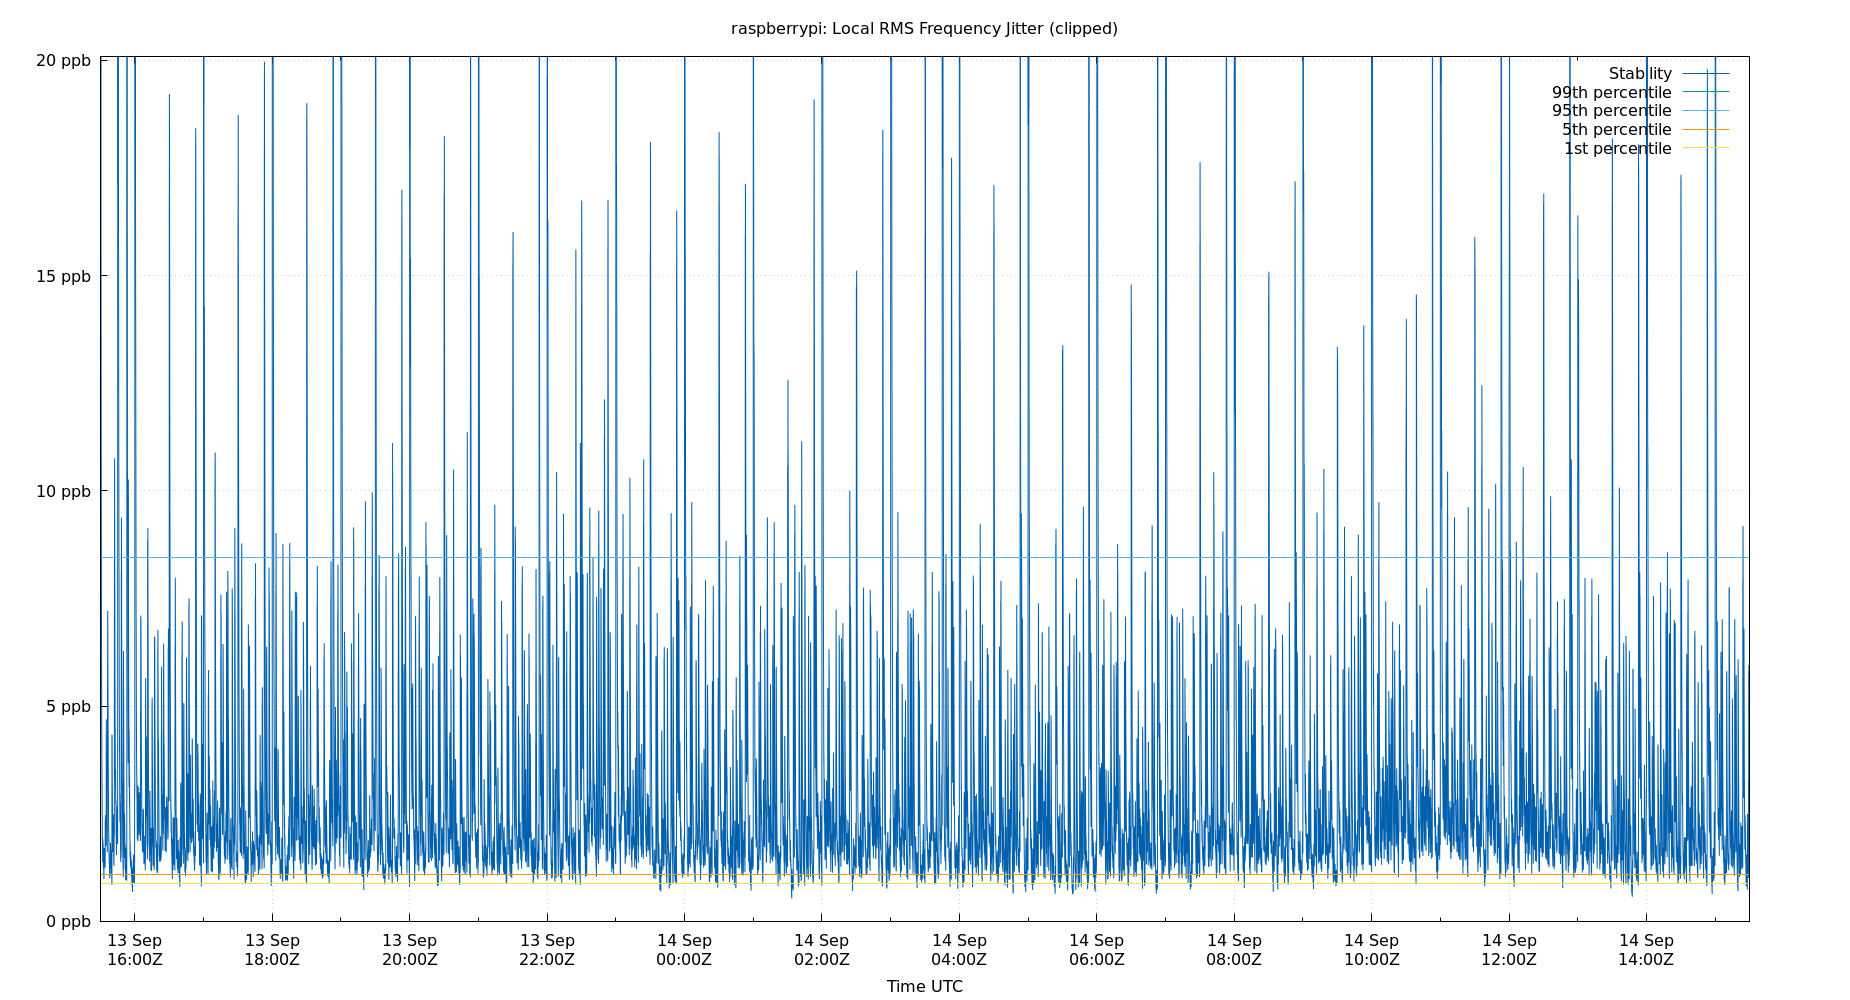 raspberrypi: Local RMS Frequency Jitter (clipped)
20 ppb
15 ppb
10 ppb
5 ppb
0 ppb
Stability
99th percentile
95th percentile
5th percentile
1st percentile
13 Sep 13 Sep 13 Sep 13 Sep 14 Sep 14 Sep 14 Sep 14 Sep 14 Sep 14 Sep 14 Sep 14 Sep
16:00Z 18:00Z 20:00Z 22:00Z 00:00Z 02:00Z 04:00Z 06:00Z 08:00Z 10:00Z 12:00Z 14:00Z
Time UTC